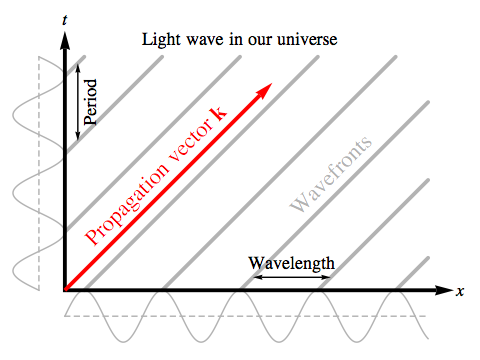 t
Light wave in our universe
Period
Propagation vector k
Wavefronts
Wavelength
x